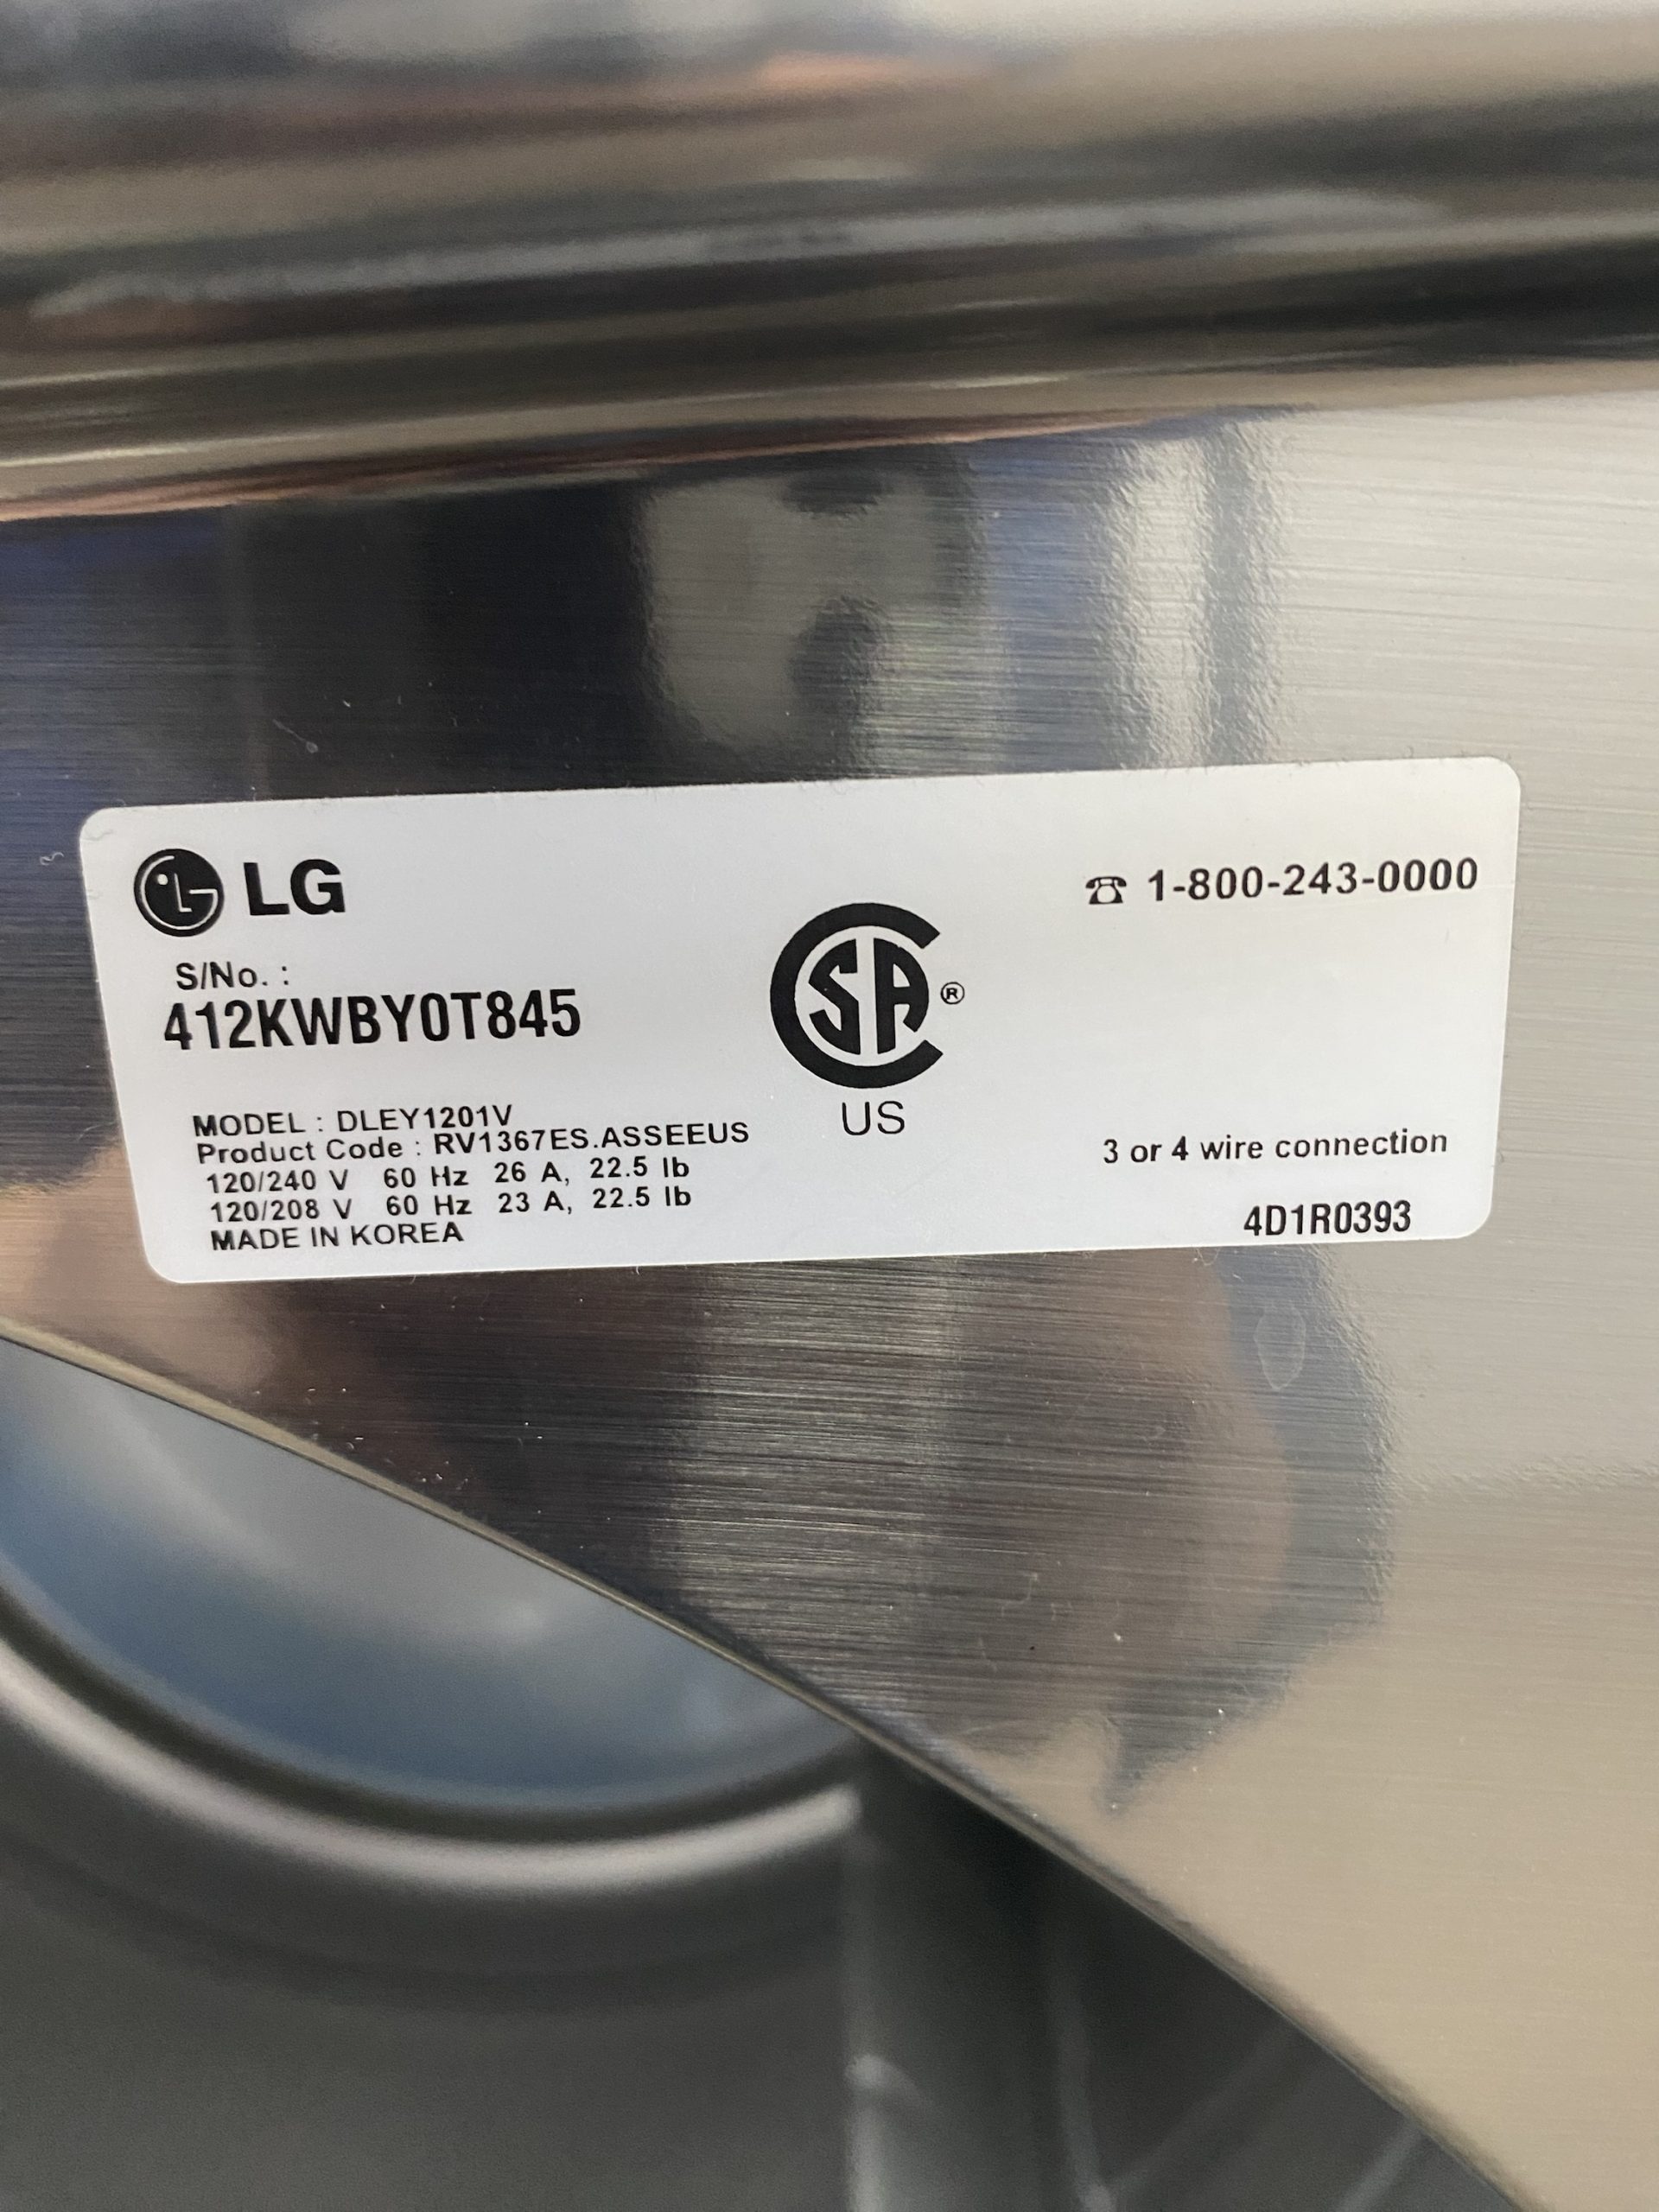 LG
1-800-243-0000
S/No. :
412KWBY0T845
CSA ®
US
MODEL : DLEY1201V
Product Code : RV1367ES.ASSEEUS
120/240 V 60 Hz 26 A, 22.5 lb
120/208 V 60 Hz 23 A, 22.5 lb
MADE IN KOREA
3 or 4 wire connection
4D1R0393